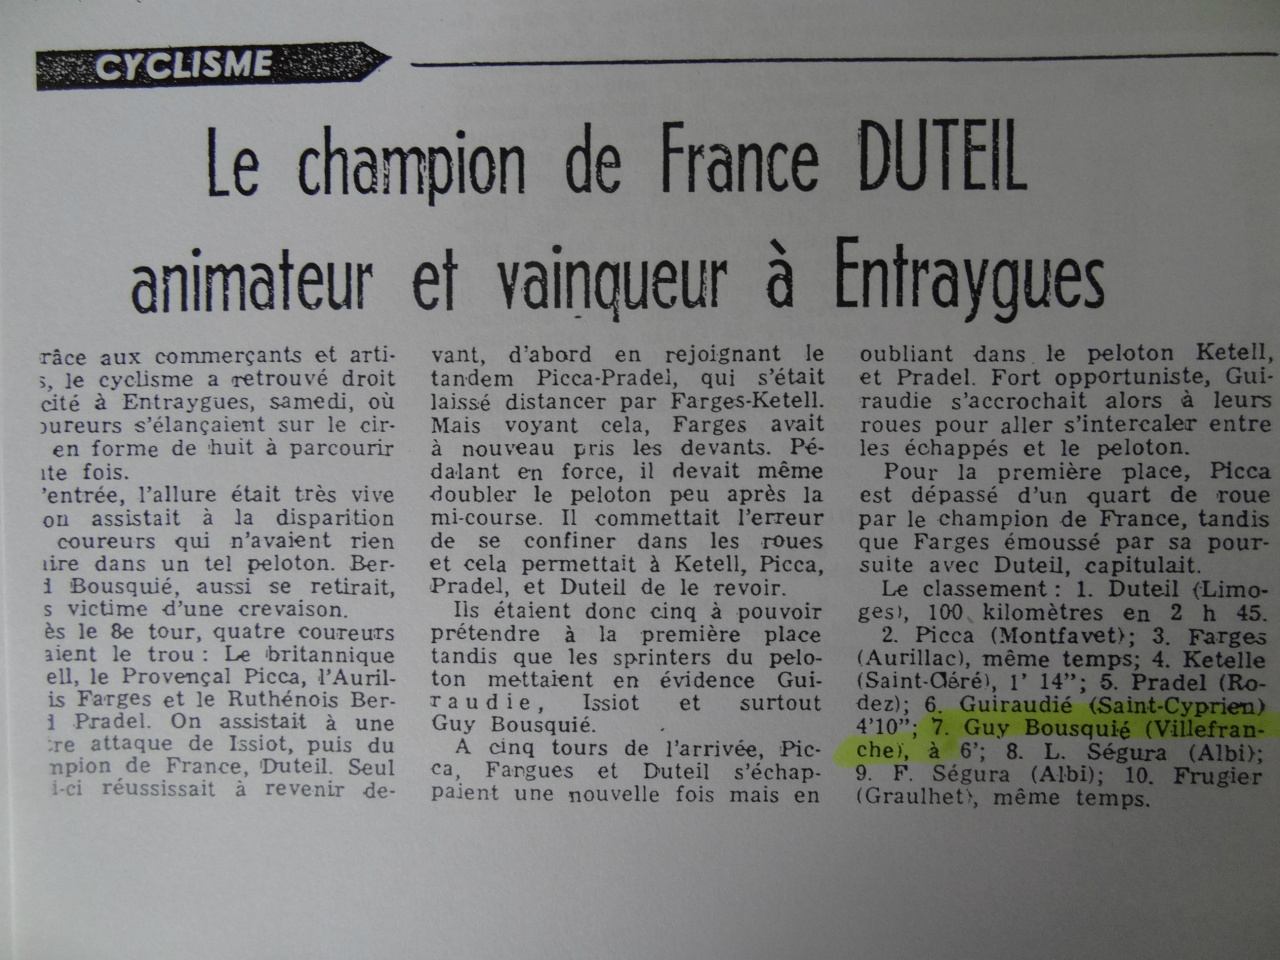 CYCLISME
Le champion de France DUTEIL
animateur et vainqueur à Entraygues
râce aux commerçants et arti-
s, le cyclisme a retrouvé droit
cité à Entraygues, samedi, où
oureurs s'élançaient sur le cir-
en forme de huit à parcourir
te fois.
'entrée, l'allure était très vive
on assistait à la disparition
coureurs qui n'avaient rien
ire dans un tel peloton. Ber-
Bousquié, aussi se retirait,
s victime d'une crevaison.
ès le 8e tour, quatre coureurs
aient le trou : Le britannique
ell, le Provençal Picca, l'Auril-
is Farges et le Ruthénois Ber-
Pradel. On assistait à une
re attaque de Issiot, puis du
mpion de France, Duteil. Seul
i-ci réussissait à revenir de-
vant, d'abord en rejoignant le
tandem Picca-Pradel, qui s'était
laissé distancer par Farges-Ketell.
Mais voyant cela, Farges avait
à nouveau pris les devants. Pé-
dalant en force, il devait même
doubler le peloton peu après la
mi-course. Il commettait l'erreur
de se confiner dans les roues
et cela permettait à Ketell, Picca,
Pradel, et Duteil de le revoir.
Ils étaient donc cinq à pouvoir
prétendre à la première place
tandis que les sprinters du pelo-
ton mettaient en évidence Gui-
raudie, Issiot et surtout
Guy Bousquié.
A cinq tours de l'arrivée, Pic-
ca, Fargues et Duteil s'échap-
paient une nouvelle fois mais en
oubliant dans le peloton Ketell,
et Pradel. Fort opportuniste, Gui-
raudie s'accrochait alors à leurs
roues pour aller s'intercaler entre
les échappés et le peloton.
Pour la première place, Picca
est dépassé d'un quart de roue
par le champion de France, tandis
que Farges émoussé par sa pour-
suite avec Duteil, capitulait.
Le classement : 1. Duteil (Limo-
ges), 100 kilomètres en 2 h 45.
2. Picca (Montfavet); 3. Farges
(Aurillac), même temps; 4. Ketelle
(Saint-Céré), 1' 14"; 5. Pradel (Ro-
dez); 6. Guiraudié (Saint-Cyprien)
4'10"; 7. Guy Bousquié (Villefran-
che), à 6'; 8. L. Ségura (Albi);
9. F. Ségura (Albi); 10. Frugier
(Graulhet), même temps.